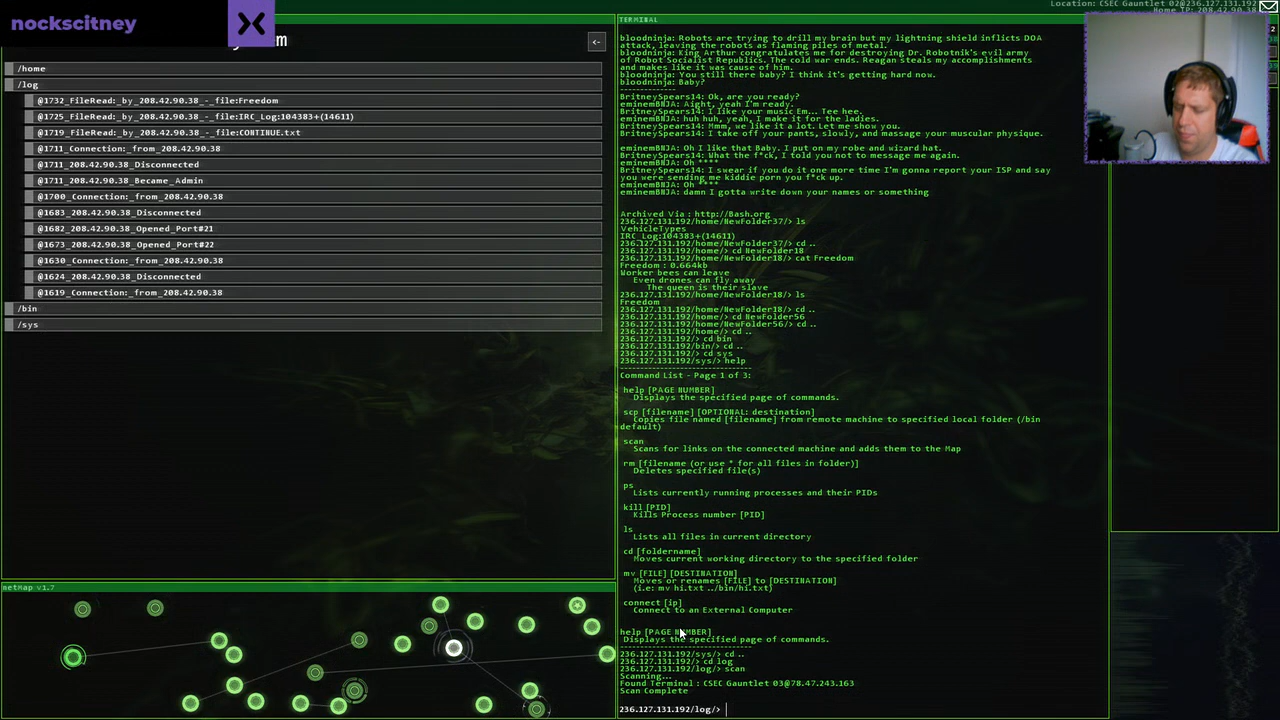 nockscitney
Location: CSEC Gauntlet 02@236.127.131.192
Home IP: 208.42.90.38
<-
/home
/log
@1732_FileRead:_by_208.42.90.38_-_file:Freedom
@1725_FileRead:_by_208.42.90.38_-_file:IRC_Log:104383+(14611)
@1719_FileRead:_by_208.42.90.38_-_file:CONTINUE.txt
@1711_Connection:_from_208.42.90.38
@1711_208.42.90.38_Disconnected
@1711_208.42.90.38_Became_Admin
@1700_Connection:_from_208.42.90.38
@1683_208.42.90.38_Disconnected
@1682_208.42.90.38_Opened_Port#21
@1673_208.42.90.38_Opened_Port#22
@1630_Connection:_from_208.42.90.38
@1624_208.42.90.38_Disconnected
@1619_Connection:_from_208.42.90.38
/bin
/sys
netMap v1.7
TERMINAL
bloodninja: Robots are trying to drill my brain but my lightning shield inflicts DOA
attack, leaving the robots as flaming piles of metal.
bloodninja: King Arthur congratulates me for destroying Dr. Robotnik's evil army
of Robot Socialist Republics. The cold war ends. Reagan steals my accomplishments
and makes like it was cause of him.
bloodninja: You still there baby? I think it's getting hard now.
bloodninja: Baby?
--------------
BritneySpears14: Ok, are you ready?
eminemBNJA: Aight, yeah I'm ready.
BritneySpears14: I like your music Em... Tee hee.
eminemBNJA: huh huh, yeah, I make it for the ladies.
BritneySpears14: Mmm, we like it a lot. Let me show you.
BritneySpears14: I take off your pants, slowly, and massage your muscular physique.
eminemBNJA: Oh I like that Baby. I put on my robe and wizard hat.
BritneySpears14: What the f*ck, I told you not to message me again.
eminemBNJA: Oh ****
BritneySpears14: I swear if you do it one more time I'm gonna report your ISP and say
you were sending me kiddie porn you f*ck up.
eminemBNJA: Oh ****
eminemBNJA: damn I gotta write down your names or something
Archived Via : http://Bash.org
236.127.131.192/home/NewFolder37/> ls
VehicleTypes
IRC_Log:104383+(14611)
236.127.131.192/home/NewFolder37/> cd ..
236.127.131.192/home/> cd NewFolder18
236.127.131.192/home/NewFolder18/> cat Freedom
Freedom : 0.664kb
Worker bees can leave
Even drones can fly away
The queen is their slave
236.127.131.192/home/NewFolder18/> ls
Freedom
236.127.131.192/home/NewFolder18/> cd ..
236.127.131.192/home/> cd NewFolder56
236.127.131.192/home/NewFolder56/> cd ..
236.127.131.192/home/> cd ..
236.127.131.192/> cd bin
236.127.131.192/bin/> cd ..
236.127.131.192/> cd sys
236.127.131.192/sys/> help
---------------------------------
Command List - Page 1 of 3:
help [PAGE NUMBER]
Displays the specified page of commands.
scp [filename] [OPTIONAL: destination]
Copies file named [filename] from remote machine to specified local folder (/bin
default)
scan
Scans for links on the connected machine and adds them to the Map
rm [filename (or use * for all files in folder)]
Deletes specified file(s)
ps
Lists currently running processes and their PIDs
kill [PID]
Kills Process number [PID]
ls
Lists all files in current directory
cd [foldername]
Moves current working directory to the specified folder
mv [FILE] [DESTINATION]
Moves or renames [FILE] to [DESTINATION]
(i.e: mv hi.txt ../bin/hi.txt)
connect [ip]
Connect to an External Computer
help [PAGE NUMBER]
Displays the specified page of commands.
---------------------------------
236.127.131.192/sys/> cd ..
236.127.131.192/> cd log
236.127.131.192/log/> scan
Scanning...
Found Terminal : CSEC Gauntlet 03@78.47.243.163
Scan Complete
236.127.131.192/log/>